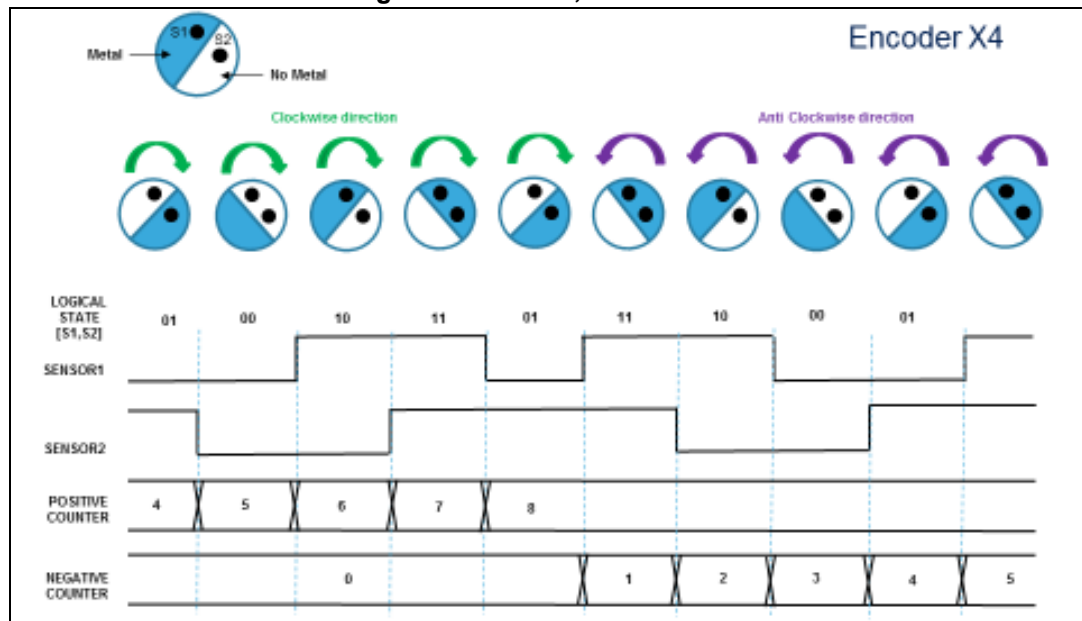 Encoder X4
S1
S2
Metal
No Metal
Clockwise direction
Anti Clockwise direction
LOGICAL
STATE
[S1,S2]
01 00 10 11 01 11 10 00 01
SENSOR1
SENSOR2
POSITIVE
COUNTER
4 5 6 7 8
NEGATIVE
COUNTER
0 1 2 3 4 5